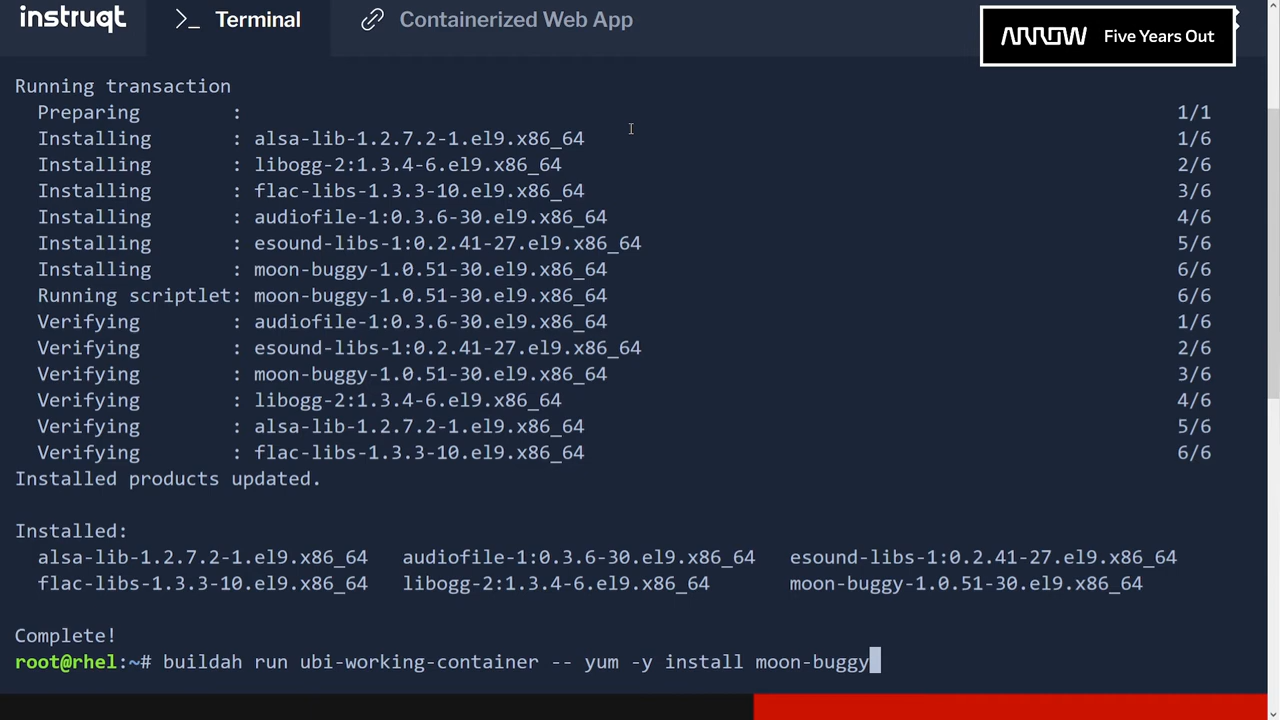 instruqt
>_ Terminal
Containerized Web App
ARROW Five Years Out
Running transaction
Preparing : 1/1
Installing : alsa-lib-1.2.7.2-1.el9.x86_64 1/6
Installing : libogg-2:1.3.4-6.el9.x86_64 2/6
Installing : flac-libs-1.3.3-10.el9.x86_64 3/6
Installing : audiofile-1:0.3.6-30.el9.x86_64 4/6
Installing : esound-libs-1:0.2.41-27.el9.x86_64 5/6
Installing : moon-buggy-1.0.51-30.el9.x86_64 6/6
Running scriptlet: moon-buggy-1.0.51-30.el9.x86_64 6/6
Verifying : audiofile-1:0.3.6-30.el9.x86_64 1/6
Verifying : esound-libs-1:0.2.41-27.el9.x86_64 2/6
Verifying : moon-buggy-1.0.51-30.el9.x86_64 3/6
Verifying : libogg-2:1.3.4-6.el9.x86_64 4/6
Verifying : alsa-lib-1.2.7.2-1.el9.x86_64 5/6
Verifying : flac-libs-1.3.3-10.el9.x86_64 6/6
Installed products updated.
Installed:
alsa-lib-1.2.7.2-1.el9.x86_64 audiofile-1:0.3.6-30.el9.x86_64 esound-libs-1:0.2.41-27.el9.x86_64
flac-libs-1.3.3-10.el9.x86_64 libogg-2:1.3.4-6.el9.x86_64 moon-buggy-1.0.51-30.el9.x86_64
Complete!
root@rhel:~# buildah run ubi-working-container -- yum -y install moon-buggy